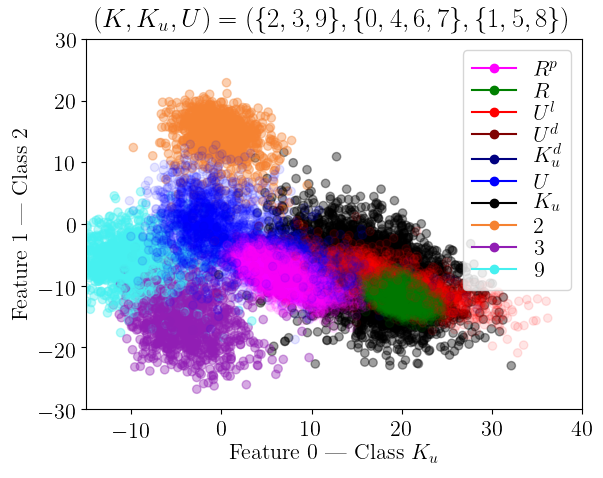 (K, K_u, U) = ({2, 3, 9}, {0, 4, 6, 7}, {1, 5, 8})
30
20
10
0
−10
−20
−30
Feature 1 — Class 2
−10
0
10
20
30
40
Feature 0 — Class K_u
R^p
R
U^l
U^d
K_u^d
U
K_u
2
3
9